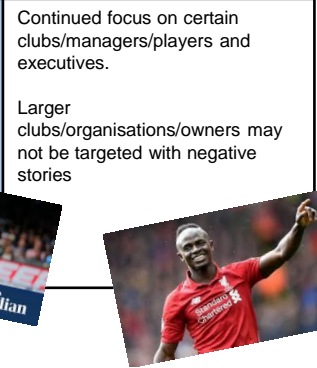 Continued focus on certain
clubs/managers/players and
executives.
Larger
clubs/organisations/owners may
not be targeted with negative
stories
lian
Standard
Chartered